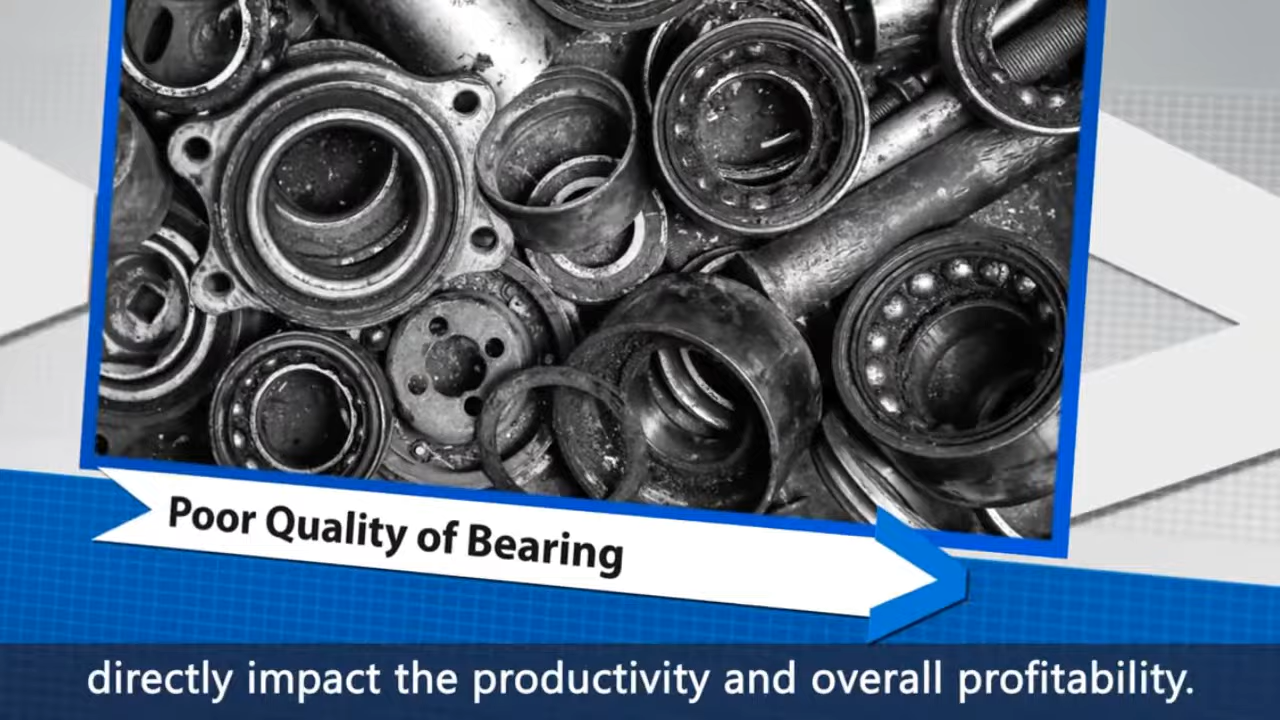 Poor Quality of Bearing
directly impact the productivity and overall profitability.